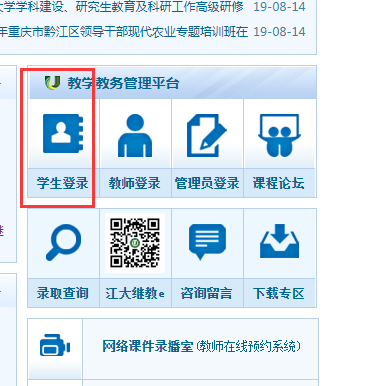 大学学科建设、研究生教育及科研工作高级研修 19-08-14
年重庆市黔江区领导干部现代农业专题培训班在 19-08-14
教学教务管理平台
学生登录 教师登录 管理员登录 课程论坛
录取查询 江大继教e 咨询留言 下载专区
网络课件录播室(教师在线预约系统)